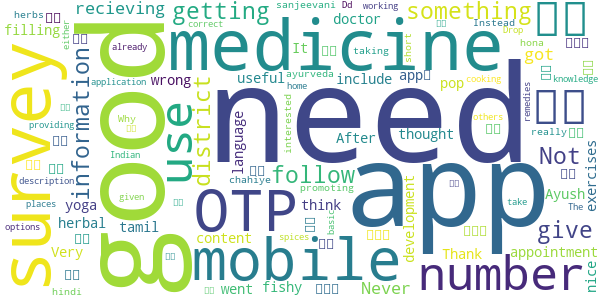 recieving
getting
something
herbs
sanjeevani
Dd
working
correct
either
filling
medicine
doctor
Instead
taking
short
It
hona
already
wrong
useful
include
app
pop
got
Drop
knowledge
application
ayurveda
cooking
survey
good
information
use
district
language
home
need
remedies
others
Why
Indian
After
thought
really
providing
interested
Not
exercises
description
yoga
given
follow
app
Ayush
The
places
chahiye
promoting
take
herbal
OTP
think
give
options
tamil
basic
development
Very
content
spices
Thank
appointment
mobile
number
nice
went
fishy
Never
hindi